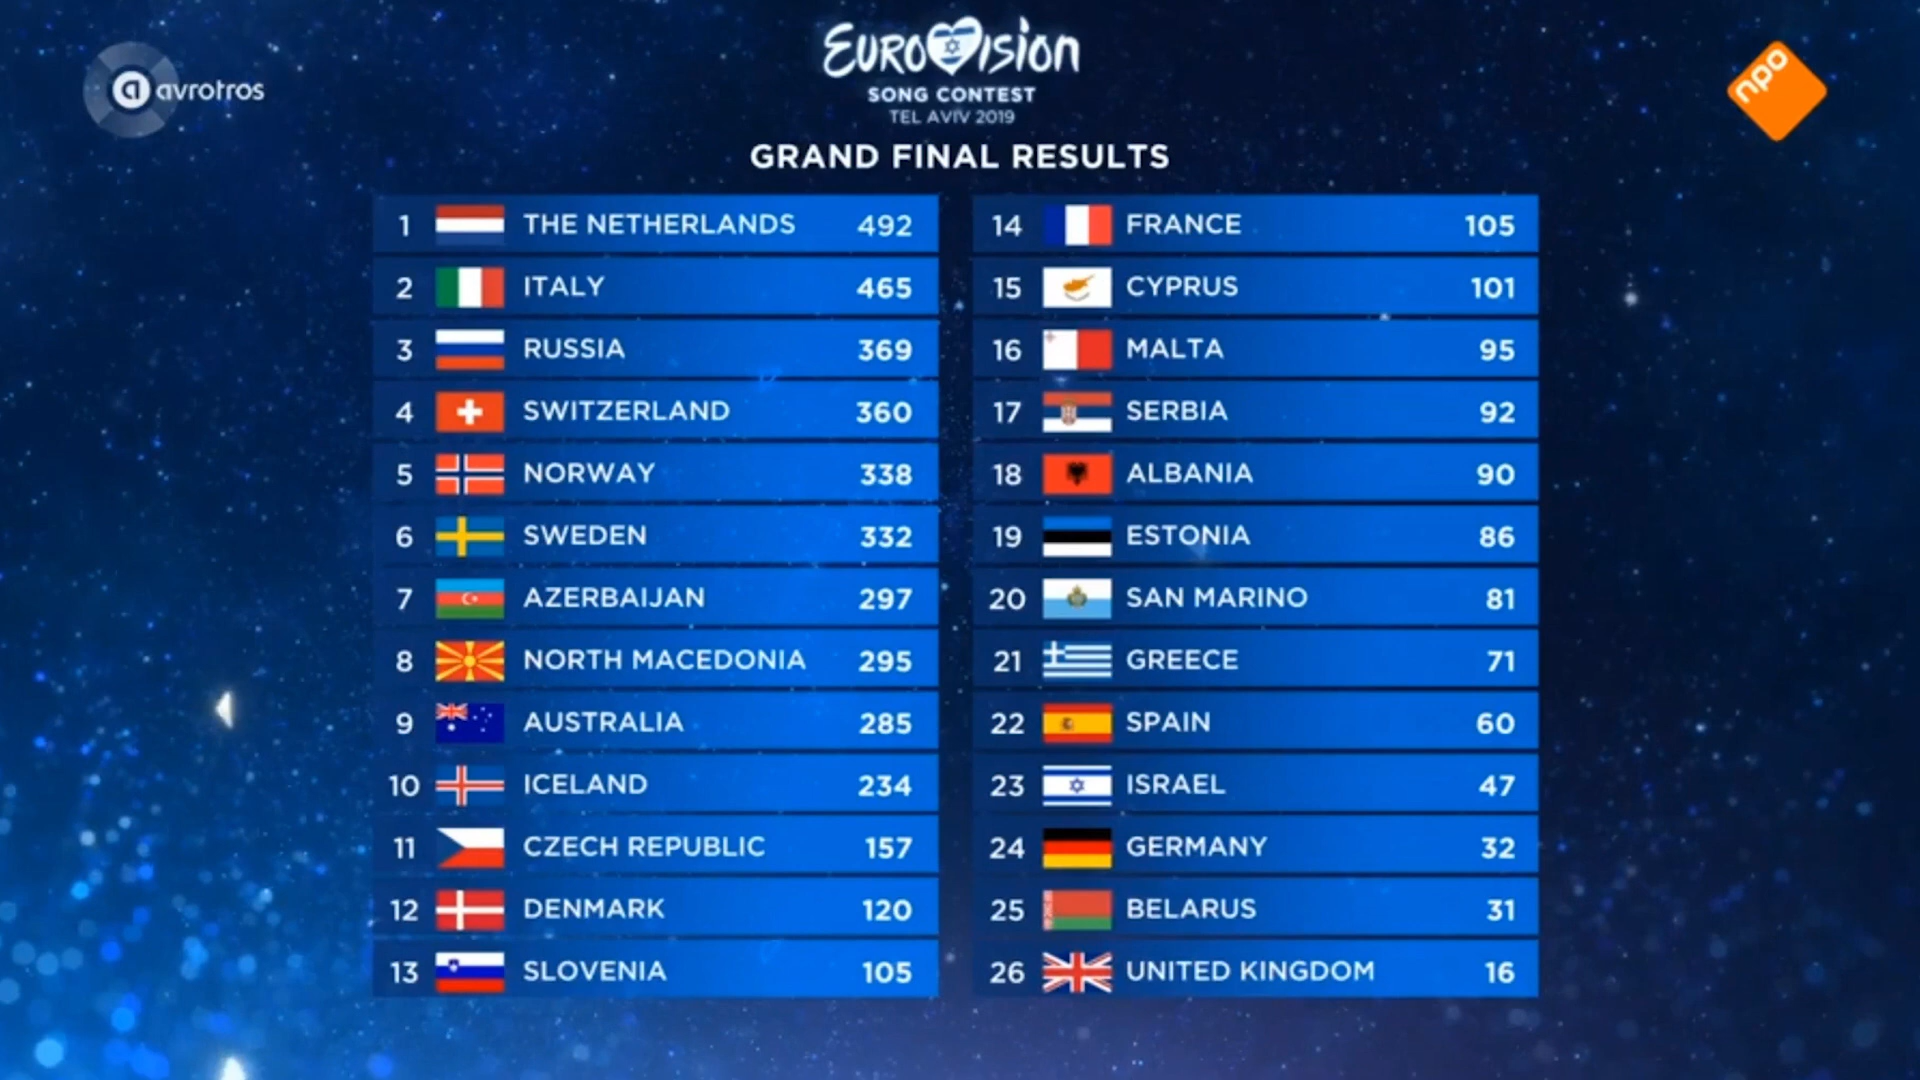 avrotros
EUROVISION
SONG CONTEST
TEL AVIV 2019
npo
GRAND FINAL RESULTS
1 THE NETHERLANDS 492
2 ITALY 465
3 RUSSIA 369
4 SWITZERLAND 360
5 NORWAY 338
6 SWEDEN 332
7 AZERBAIJAN 297
8 NORTH MACEDONIA 295
9 AUSTRALIA 285
10 ICELAND 234
11 CZECH REPUBLIC 157
12 DENMARK 120
13 SLOVENIA 105
14 FRANCE 105
15 CYPRUS 101
16 MALTA 95
17 SERBIA 92
18 ALBANIA 90
19 ESTONIA 86
20 SAN MARINO 81
21 GREECE 71
22 SPAIN 60
23 ISRAEL 47
24 GERMANY 32
25 BELARUS 31
26 UNITED KINGDOM 16